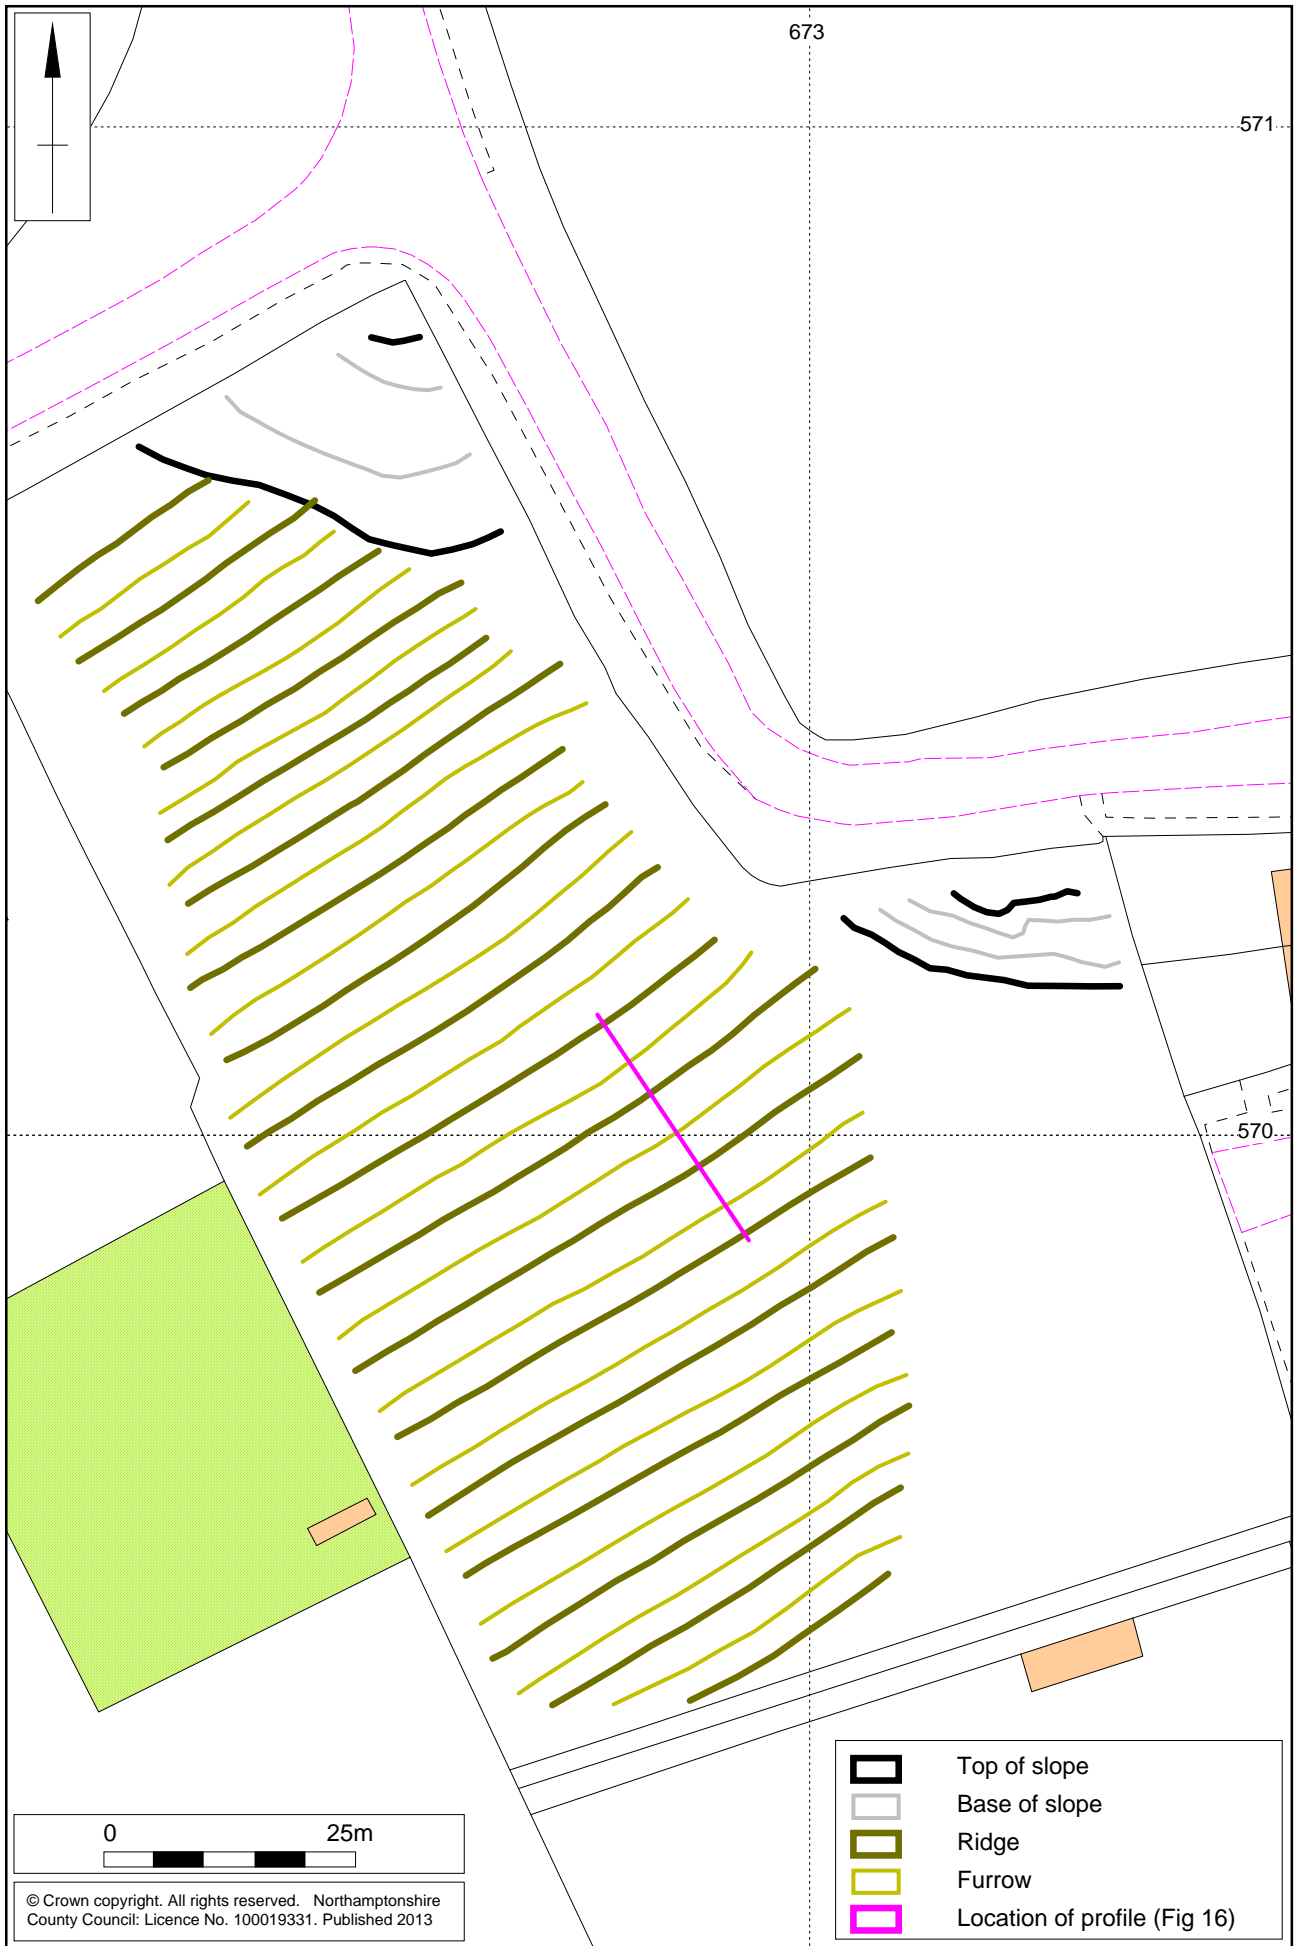 673
571
570
Top of slope
Base of slope
Ridge
Furrow
Location of profile (Fig 16)
0 25m
© Crown copyright. All rights reserved. Northamptonshire
County Council: Licence No. 100019331. Published 2013